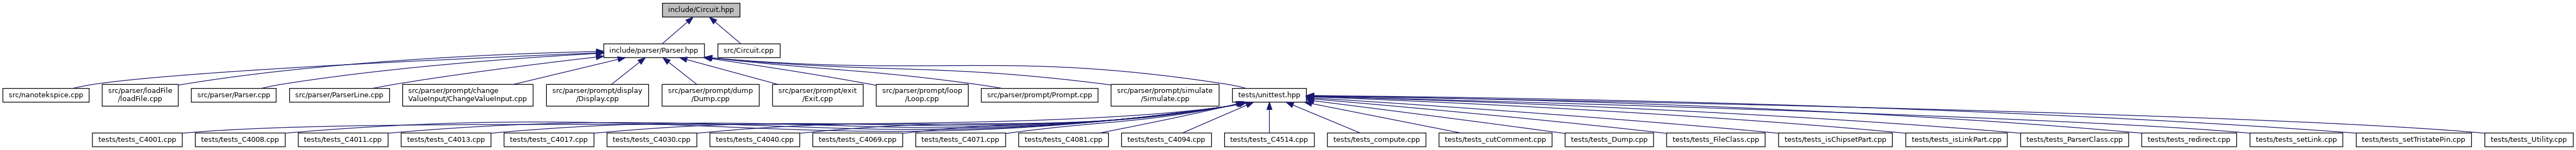 include/Circuit.hpp
include/parser/Parser.hpp
src/Circuit.cpp
src/nanotekspice.cpp
src/parser/loadFile
/loadFile.cpp
src/parser/Parser.cpp
src/parser/ParserLine.cpp
src/parser/prompt/change
ValueInput/ChangeValueInput.cpp
src/parser/prompt/display
/Display.cpp
src/parser/prompt/dump
/Dump.cpp
src/parser/prompt/exit
/Exit.cpp
src/parser/prompt/loop
/Loop.cpp
src/parser/prompt/Prompt.cpp
src/parser/prompt/simulate
/Simulate.cpp
tests/unittest.hpp
tests/tests_C4001.cpp
tests/tests_C4008.cpp
tests/tests_C4011.cpp
tests/tests_C4013.cpp
tests/tests_C4017.cpp
tests/tests_C4030.cpp
tests/tests_C4040.cpp
tests/tests_C4069.cpp
tests/tests_C4071.cpp
tests/tests_C4081.cpp
tests/tests_C4094.cpp
tests/tests_C4514.cpp
tests/tests_compute.cpp
tests/tests_cutComment.cpp
tests/tests_Dump.cpp
tests/tests_FileClass.cpp
tests/tests_isChipsetPart.cpp
tests/tests_isLinkPart.cpp
tests/tests_ParserClass.cpp
tests/tests_redirect.cpp
tests/tests_setLink.cpp
tests/tests_setTristatePin.cpp
tests/tests_Utility.cpp